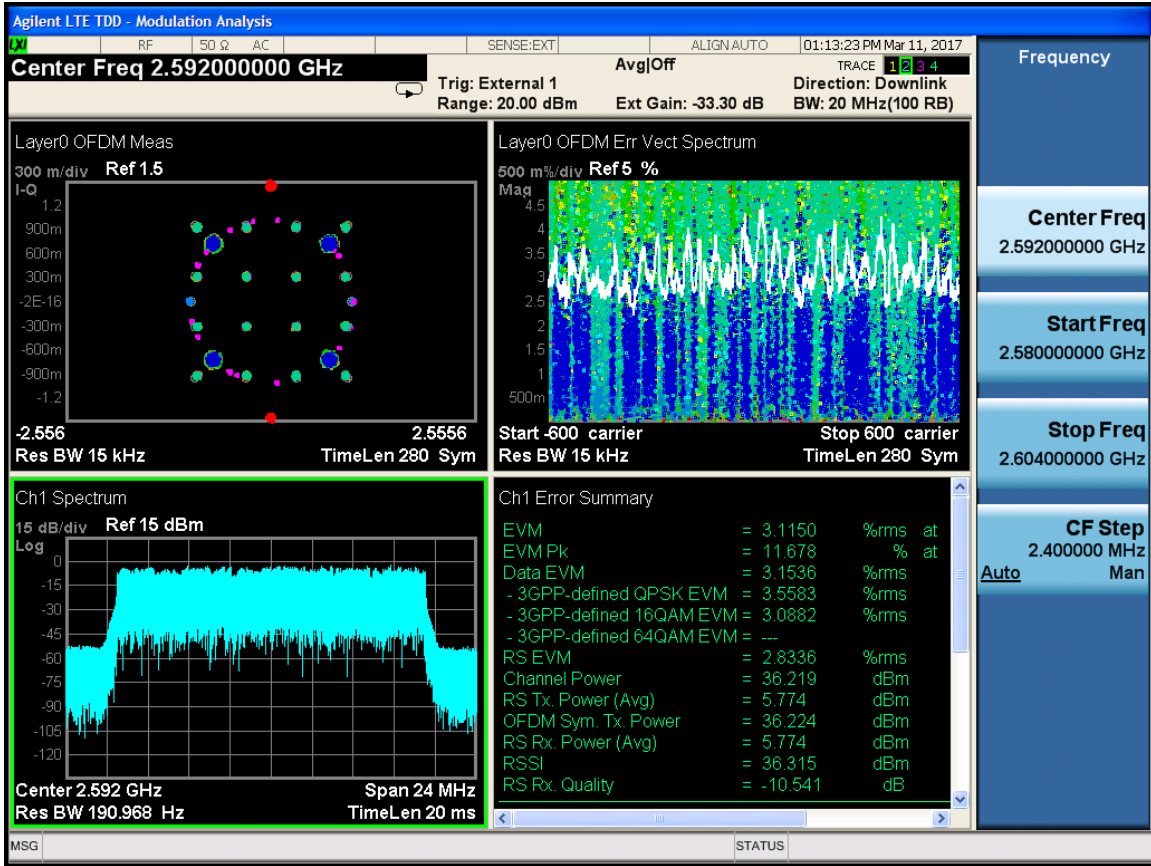 Agilent LTE TDD - Modulation Analysis
LXI RF 50 Ω AC SENSE:EXT ALIGN AUTO 01:13:23 PM Mar 11, 2017
Center Freq 2.592000000 GHz
Avg|Off
TRACE 1 2 3 4
Trig: External 1
Direction: Downlink
Range: 20.00 dBm Ext Gain: -33.30 dB BW: 20 MHz(100 RB)
Layer0 OFDM Meas
300 m/div Ref 1.5
I-Q
1.2
900m
600m
300m
-2E-16
-300m
-600m
-900m
-1.2
-2.556 2.5556
Res BW 15 kHz TimeLen 280 Sym
Layer0 OFDM Err Vect Spectrum
500 m%/div Ref 5 %
Mag
4.5
4
3.5
3
2.5
2
1.5
1
500m
Start -600 carrier Stop 600 carrier
Res BW 15 kHz TimeLen 280 Sym
Ch1 Spectrum
15 dB/div Ref 15 dBm
Log
0
-15
-30
-45
-60
-75
-90
-105
-120
Center 2.592 GHz Span 24 MHz
Res BW 190.968 Hz TimeLen 20 ms
Ch1 Error Summary
EVM = 3.1150 %rms at
EVM Pk = 11.678 % at
Data EVM = 3.1536 %rms
- 3GPP-defined QPSK EVM = 3.5583 %rms
- 3GPP-defined 16QAM EVM = 3.0882 %rms
- 3GPP-defined 64QAM EVM = ---
RS EVM = 2.8336 %rms
Channel Power = 36.219 dBm
RS Tx. Power (Avg) = 5.774 dBm
OFDM Sym. Tx. Power = 36.224 dBm
RS Rx. Power (Avg) = 5.774 dBm
RSSI = 36.315 dBm
RS Rx. Quality = -10.541 dB
Frequency
Center Freq
2.592000000 GHz
Start Freq
2.580000000 GHz
Stop Freq
2.604000000 GHz
CF Step
2.400000 MHz
Auto Man
MSG STATUS